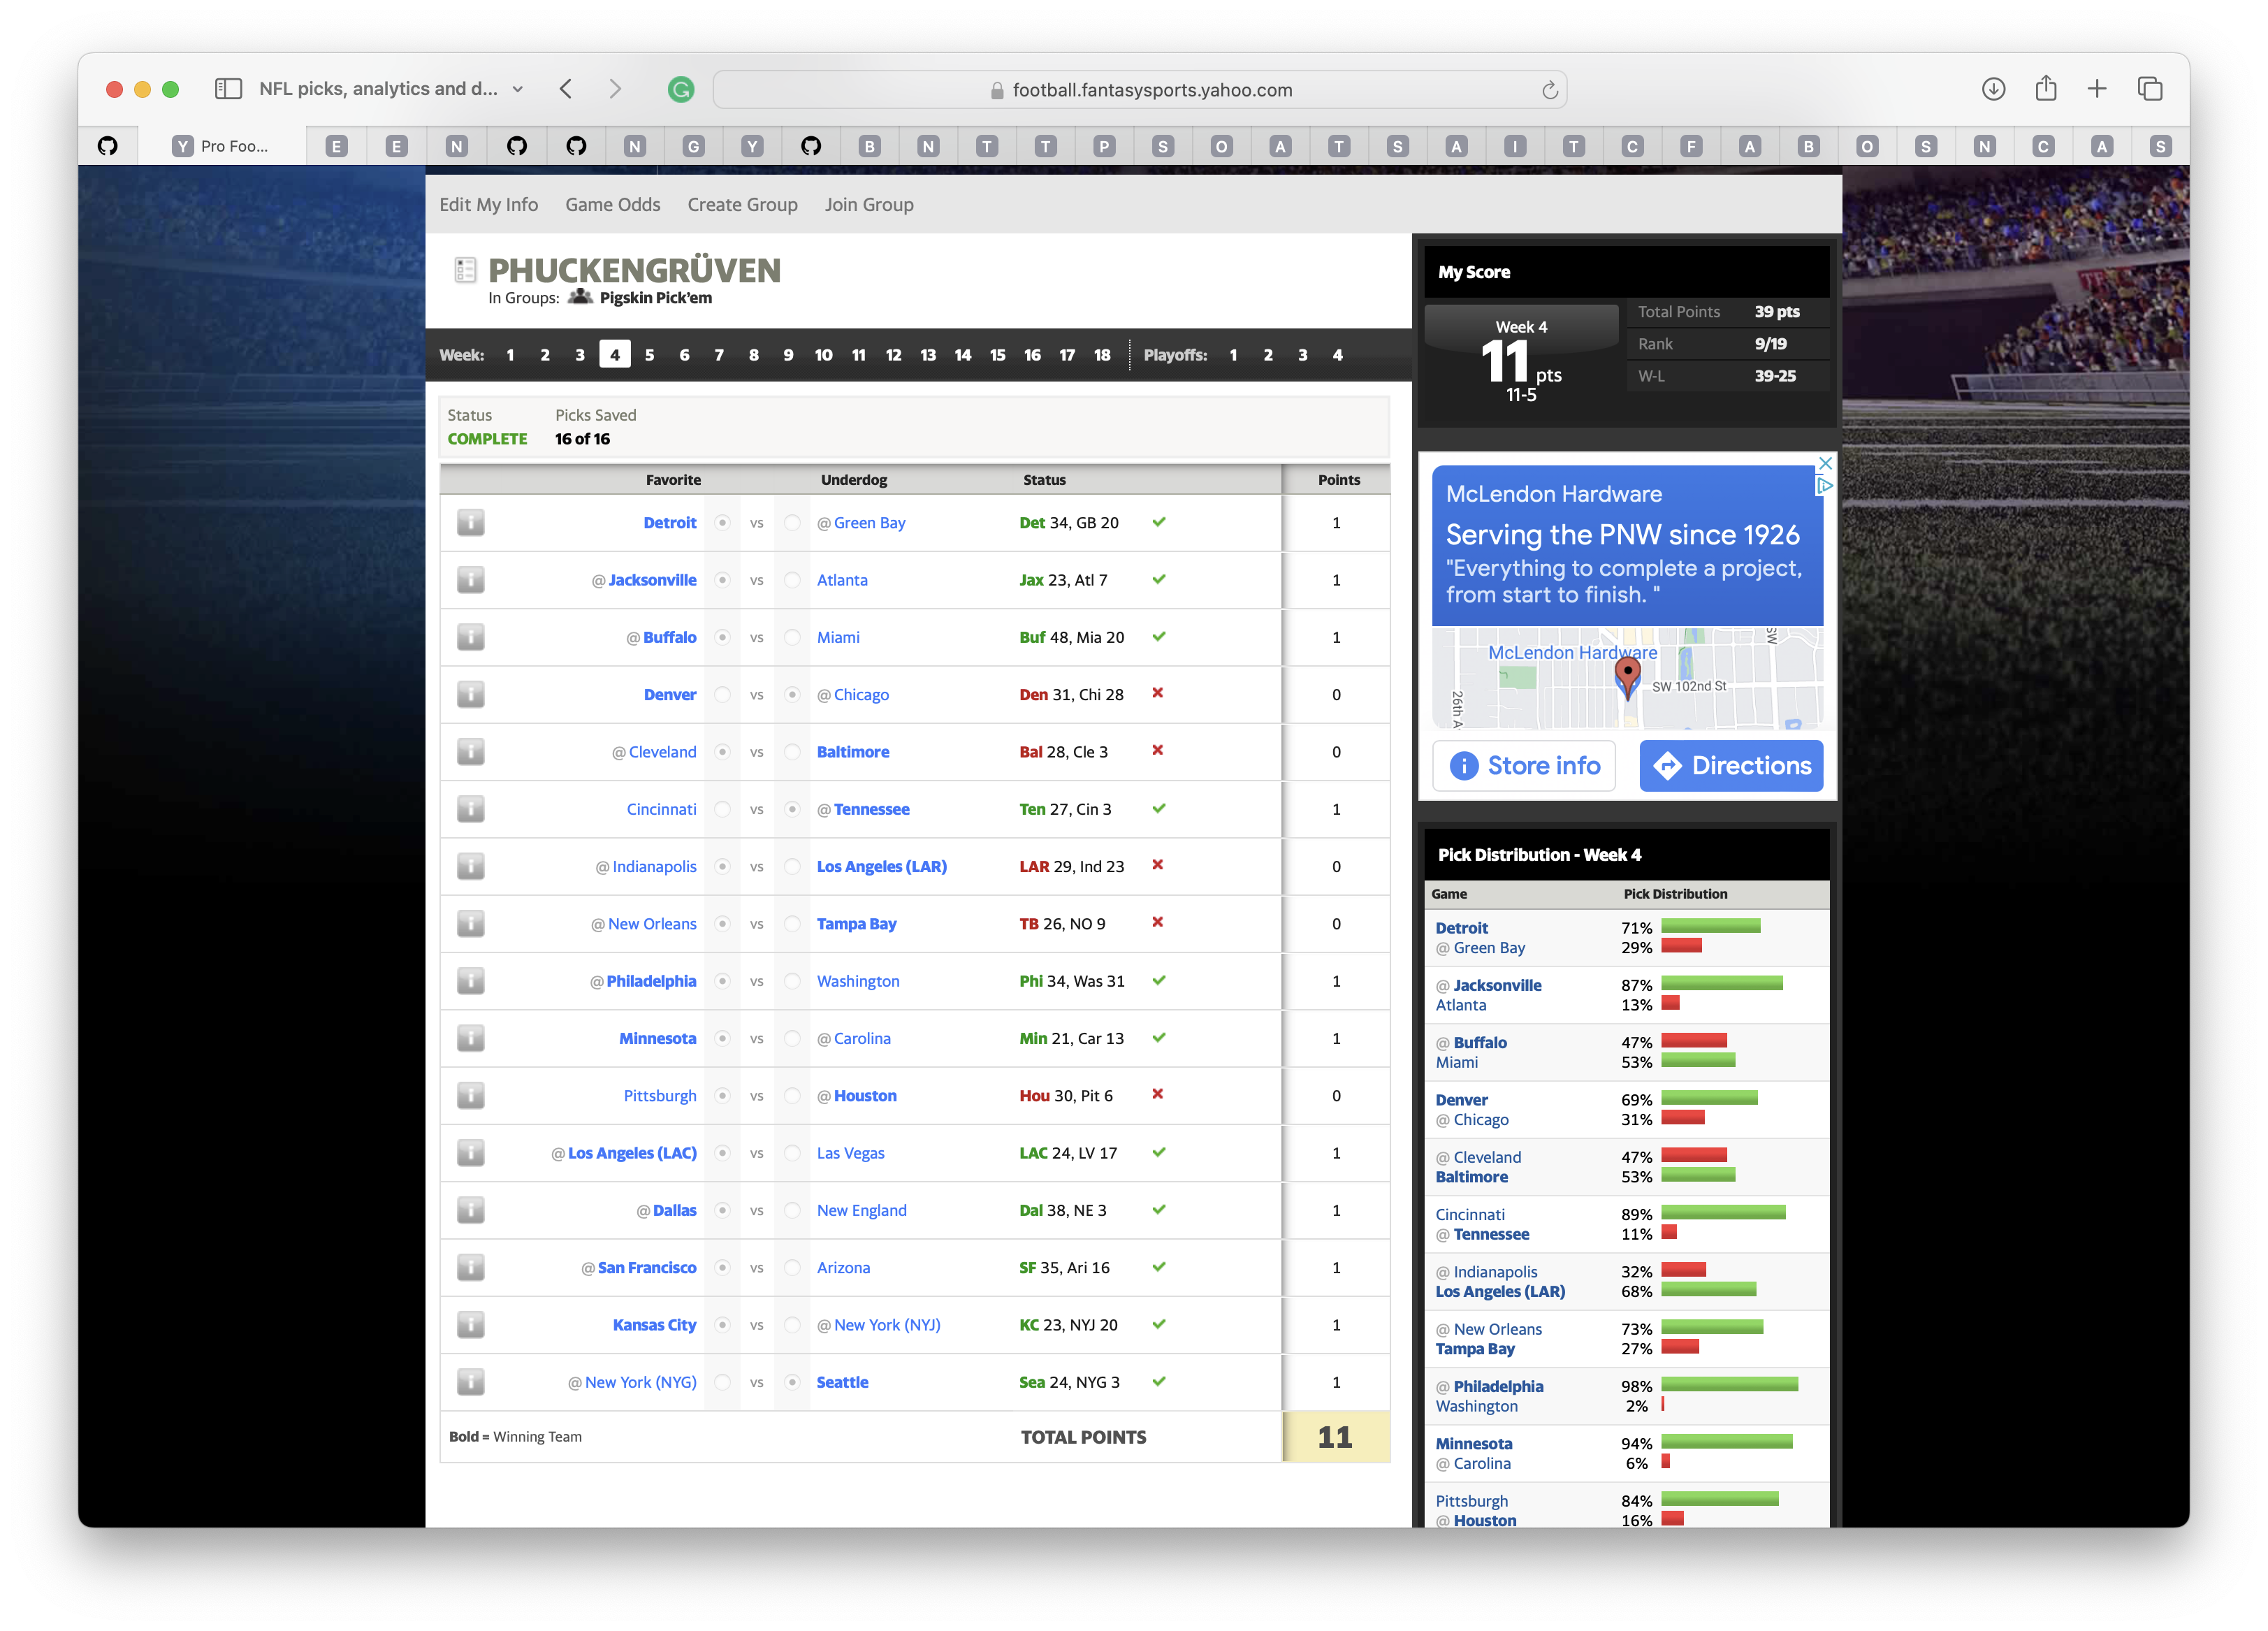 NFL picks, analytics and d...
football.fantasysports.yahoo.com
Y Pro Foo... E E N N G Y B N T T P S O A T S A I T C F A B O S N C A S
Edit My Info Game Odds Create Group Join Group
PHUCKENGRÜVEN
In Groups: Pigskin Pick'em
Week: 1 2 3 4 5 6 7 8 9 10 11 12 13 14 15 16 17 18 Playoffs: 1 2 3 4
Status Picks Saved
COMPLETE 16 of 16
Favorite Underdog Status Points
Detroit vs @ Green Bay Det 34, GB 20 1
@ Jacksonville vs Atlanta Jax 23, Atl 7 1
@ Buffalo vs Miami Buf 48, Mia 20 1
Denver vs @ Chicago Den 31, Chi 28 0
@ Cleveland vs Baltimore Bal 28, Cle 3 0
Cincinnati vs @ Tennessee Ten 27, Cin 3 1
@ Indianapolis vs Los Angeles (LAR) LAR 29, Ind 23 0
@ New Orleans vs Tampa Bay TB 26, NO 9 0
@ Philadelphia vs Washington Phi 34, Was 31 1
Minnesota vs @ Carolina Min 21, Car 13 1
Pittsburgh vs @ Houston Hou 30, Pit 6 0
@ Los Angeles (LAC) vs Las Vegas LAC 24, LV 17 1
@ Dallas vs New England Dal 38, NE 3 1
@ San Francisco vs Arizona SF 35, Ari 16 1
Kansas City vs @ New York (NYJ) KC 23, NYJ 20 1
@ New York (NYG) vs Seattle Sea 24, NYG 3 1
Bold = Winning Team TOTAL POINTS 11
My Score
Week 4
11 pts
11-5
Total Points 39 pts
Rank 9/19
W-L 39-25
McLendon Hardware
Serving the PNW since 1926
"Everything to complete a project,
from start to finish. "
McLendon Hardware
SW 102nd St
26th A
SW
Store info Directions
Pick Distribution - Week 4
Game Pick Distribution
Detroit 71%
@ Green Bay 29%
@ Jacksonville 87%
Atlanta 13%
@ Buffalo 47%
Miami 53%
Denver 69%
@ Chicago 31%
@ Cleveland 47%
Baltimore 53%
Cincinnati 89%
@ Tennessee 11%
@ Indianapolis 32%
Los Angeles (LAR) 68%
@ New Orleans 73%
Tampa Bay 27%
@ Philadelphia 98%
Washington 2%
Minnesota 94%
@ Carolina 6%
Pittsburgh 84%
@ Houston 16%